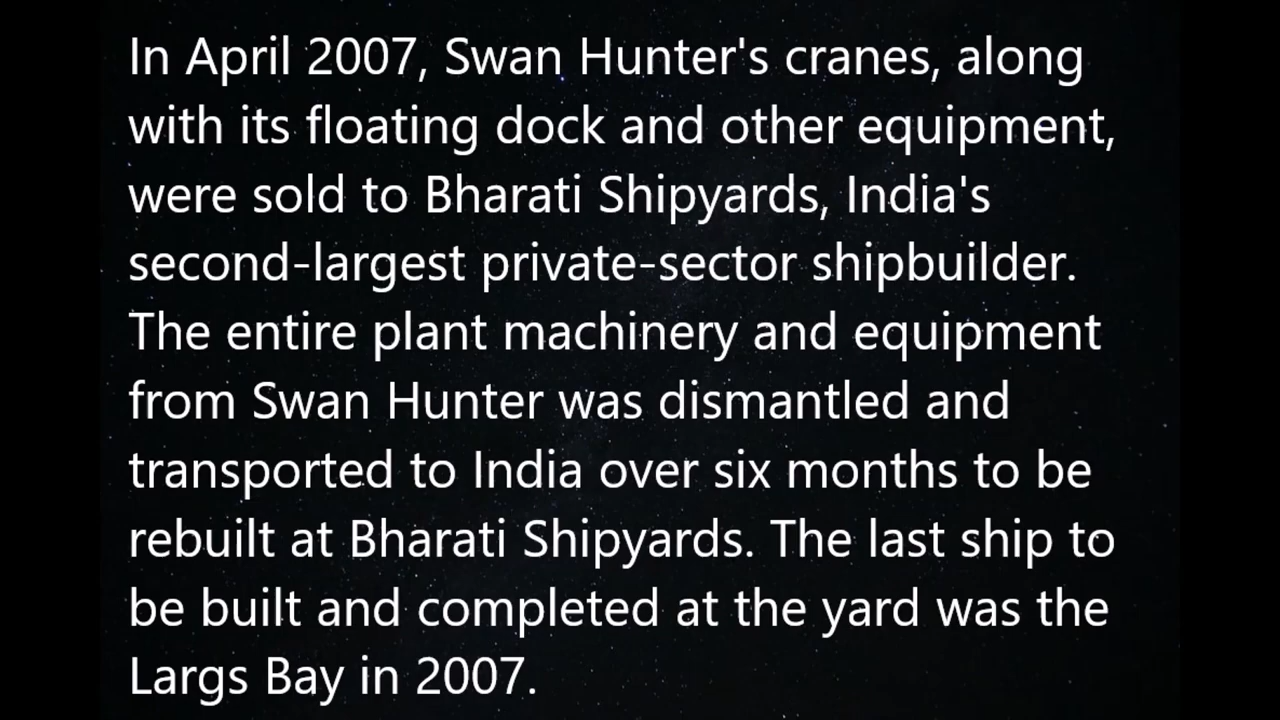 In April 2007, Swan Hunter's cranes, along
with its floating dock and other equipment,
were sold to Bharati Shipyards, India's
second-largest private-sector shipbuilder.
The entire plant machinery and equipment
from Swan Hunter was dismantled and
transported to India over six months to be
rebuilt at Bharati Shipyards. The last ship to
be built and completed at the yard was the
Largs Bay in 2007.